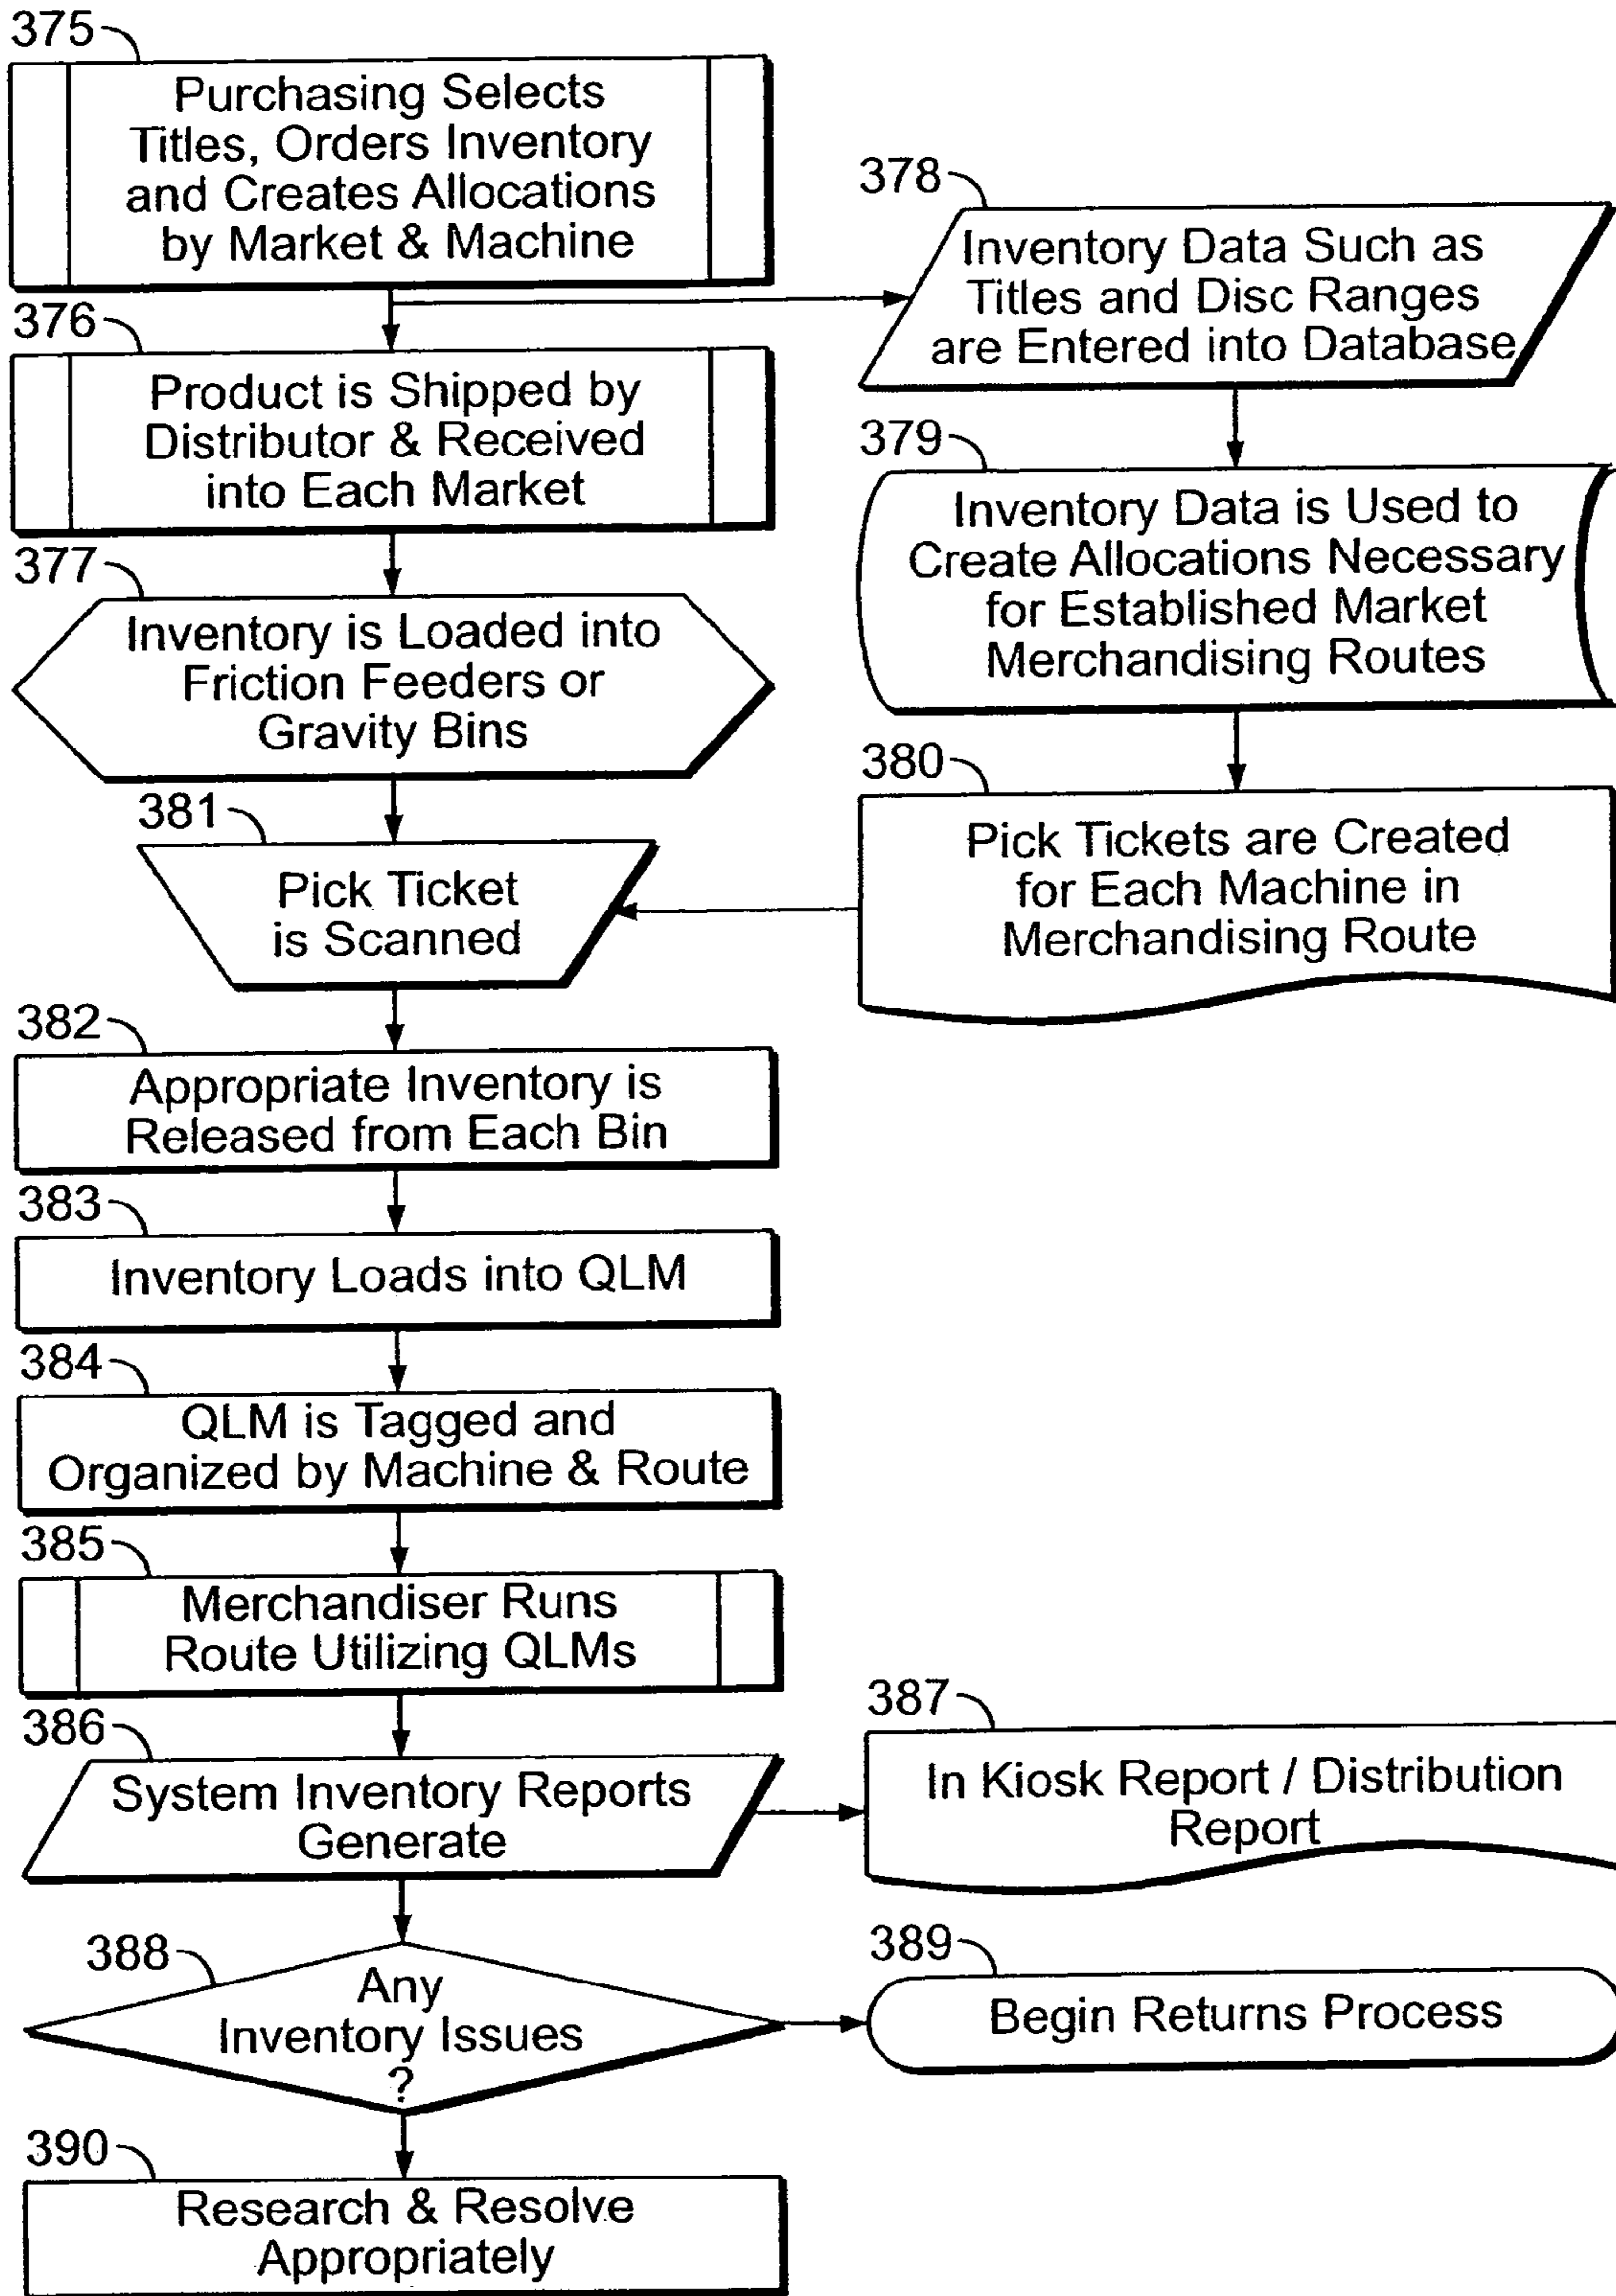 375
Purchasing Selects
Titles, Orders Inventory
and Creates Allocations
by Market & Machine
376
Product is Shipped by
Distributor & Received
into Each Market
377
Inventory is Loaded into
Friction Feeders or
Gravity Bins
378
Inventory Data Such as
Titles and Disc Ranges
are Entered into Database
379
Inventory Data is Used to
Create Allocations Necessary
for Established Market
Merchandising Routes
380
Pick Tickets are Created
for Each Machine in
Merchandising Route
381
Pick Ticket
is Scanned
382
Appropriate Inventory is
Released from Each Bin
383
Inventory Loads into QLM
384
QLM is Tagged and
Organized by Machine & Route
385
Merchandiser Runs
Route Utilizing QLMs
386
System Inventory Reports
Generate
387
In Kiosk Report / Distribution
Report
388
Any
Inventory Issues
?
389
Begin Returns Process
390
Research & Resolve
Appropriately